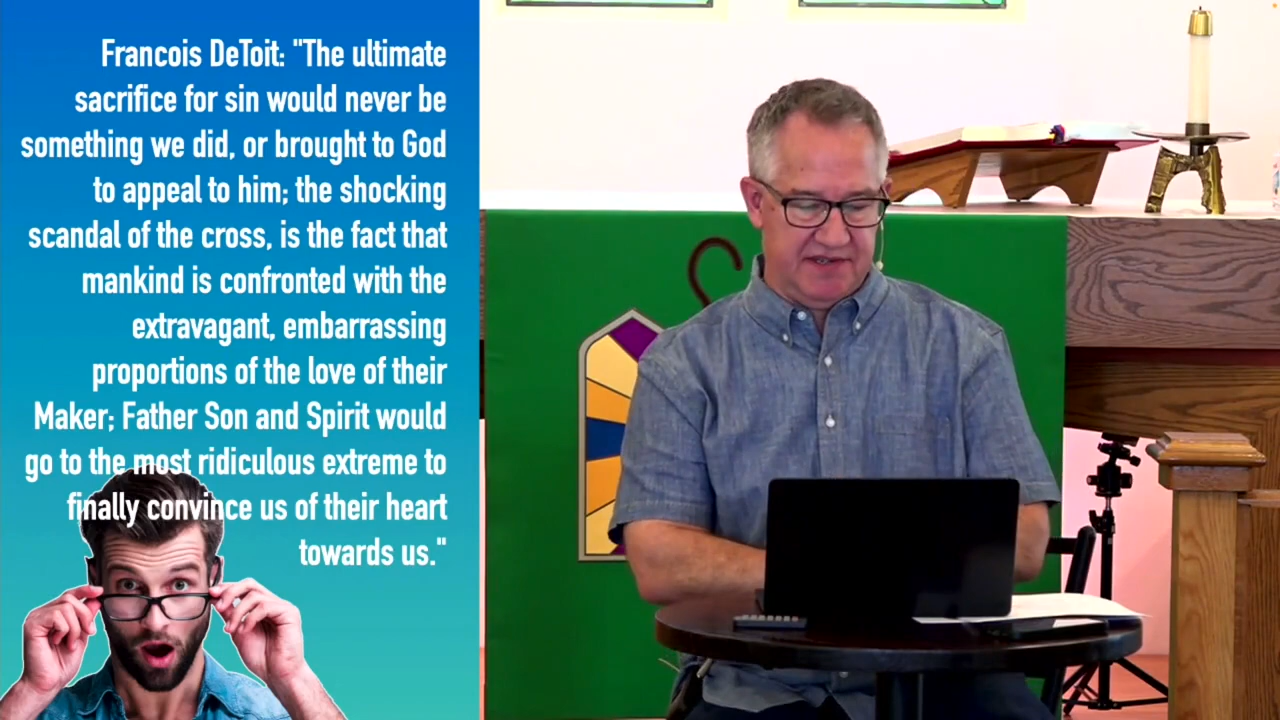 Francois DeToit: "The ultimate
sacrifice for sin would never be
something we did, or brought to God
to appeal to him; the shocking
scandal of the cross, is the fact that
mankind is confronted with the
extravagant, embarrassing
proportions of the love of their
Maker; Father Son and Spirit would
go to the most ridiculous extreme to
finally convince us of their heart
towards us."